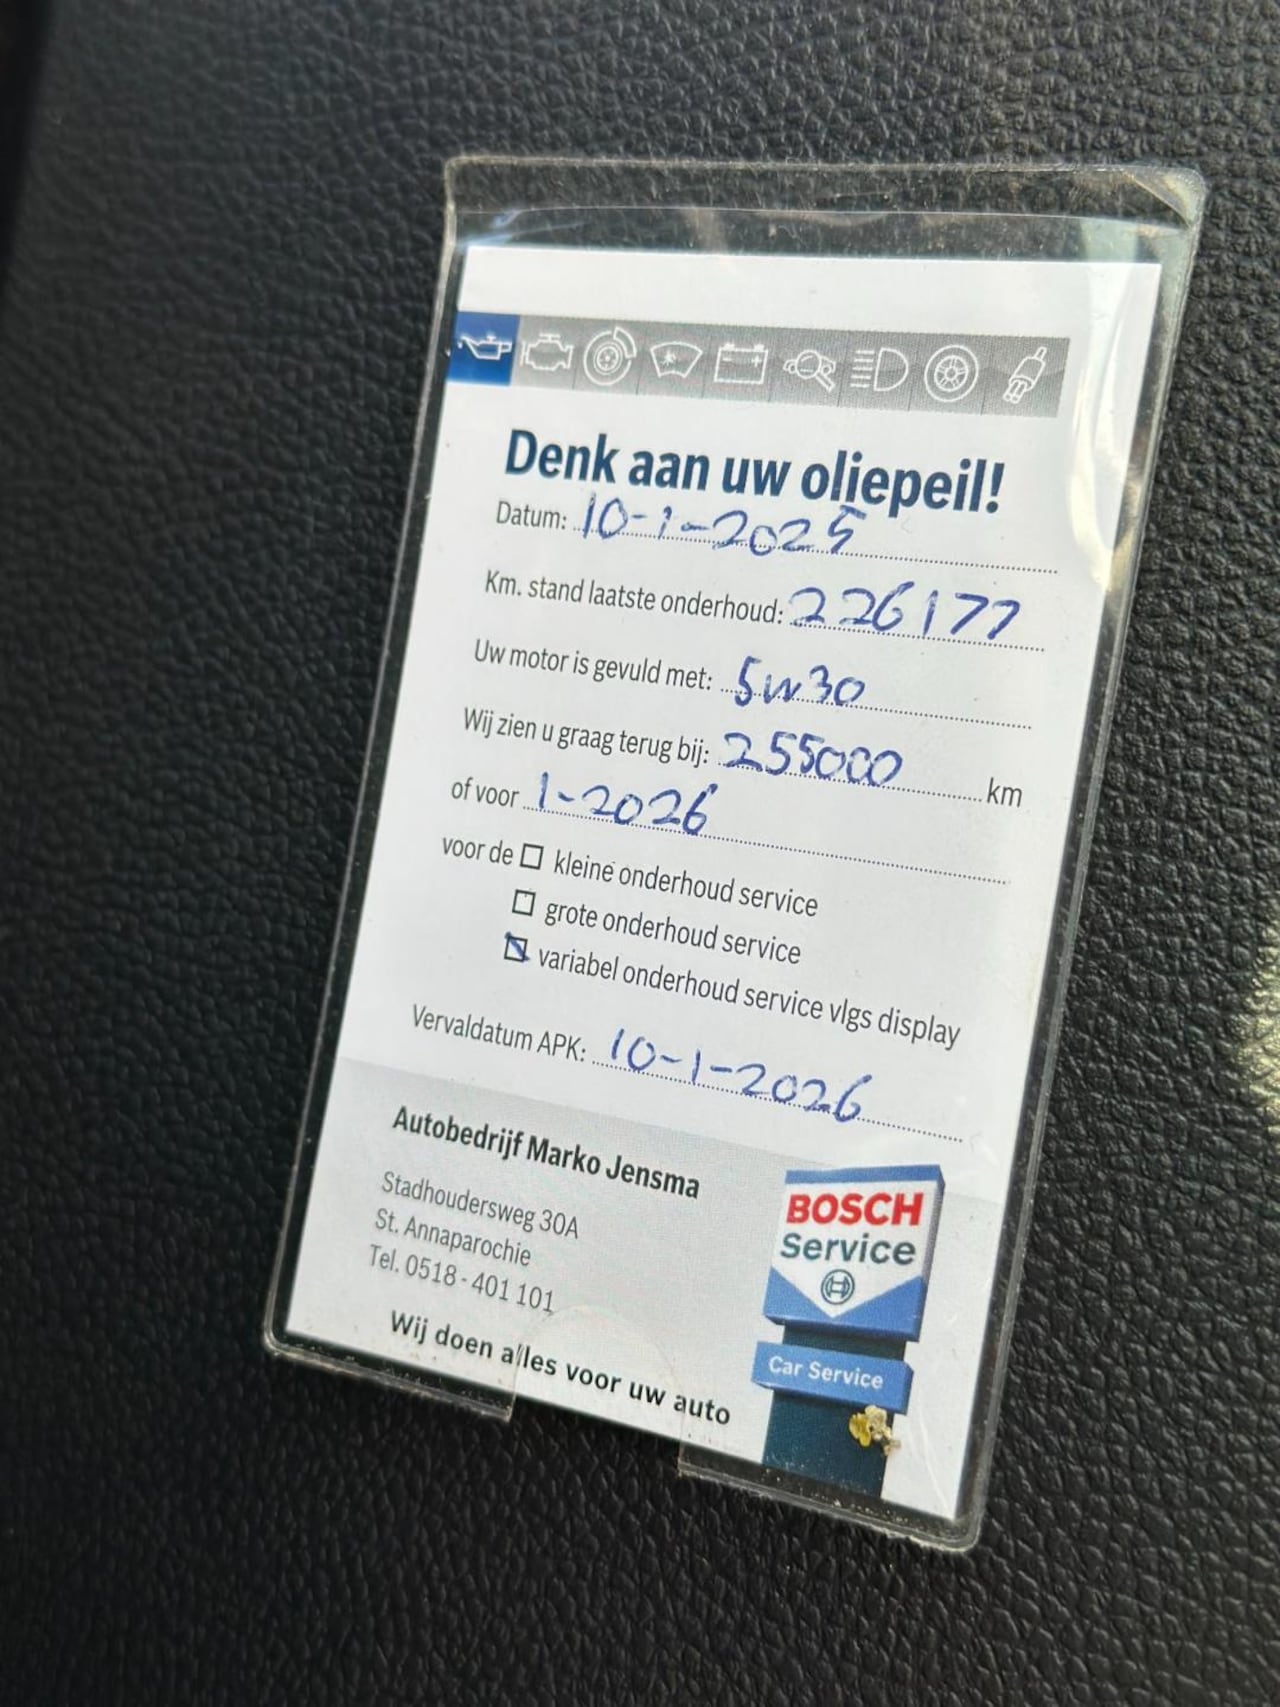 Denk aan uw oliepeil!
Datum: 10-1-2025
Km. stand laatste onderhoud: 226177
Uw motor is gevuld met: 5W30
Wij zien u graag terug bij: 255000 km
of voor 1-2026
voor de kleine onderhoud service
grote onderhoud service
variabel onderhoud service vlgs display
Vervaldatum APK: 10-1-2026
Autobedrijf Marko Jensma
Stadhoudersweg 30A
St. Annaparochie
Tel. 0518 - 401 101
Wij doen alles voor uw auto
BOSCH
Service
Car Service